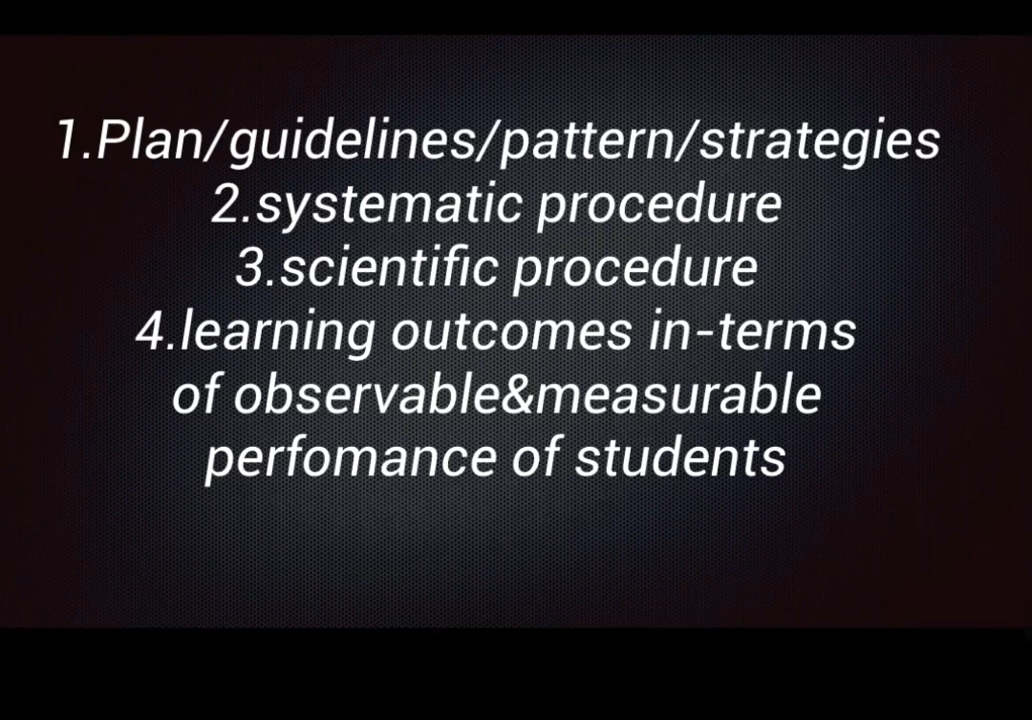 1.Plan/guidelines/pattern/strategies
2.systematic procedure
3.scientific procedure
4.learning outcomes in-terms
of observable&measurable
perfomance of students